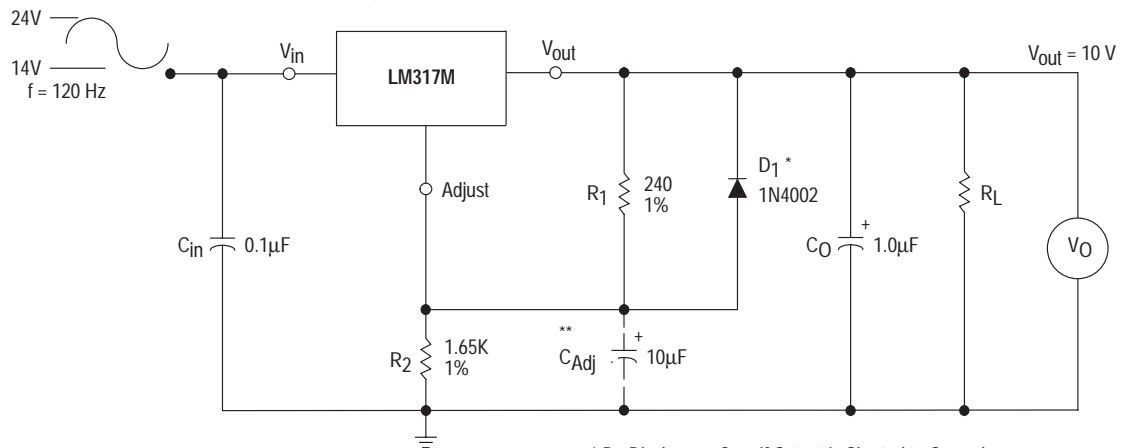 24V
14V
f = 120 Hz
Vin
LM317M
Vout
Vout = 10 V
Adjust
R1
240
1%
D1 *
1N4002
RL
Cin
0.1µF
CO
+
1.0µF
VO
R2
1.65K
1%
**
CAdj
+
10µF